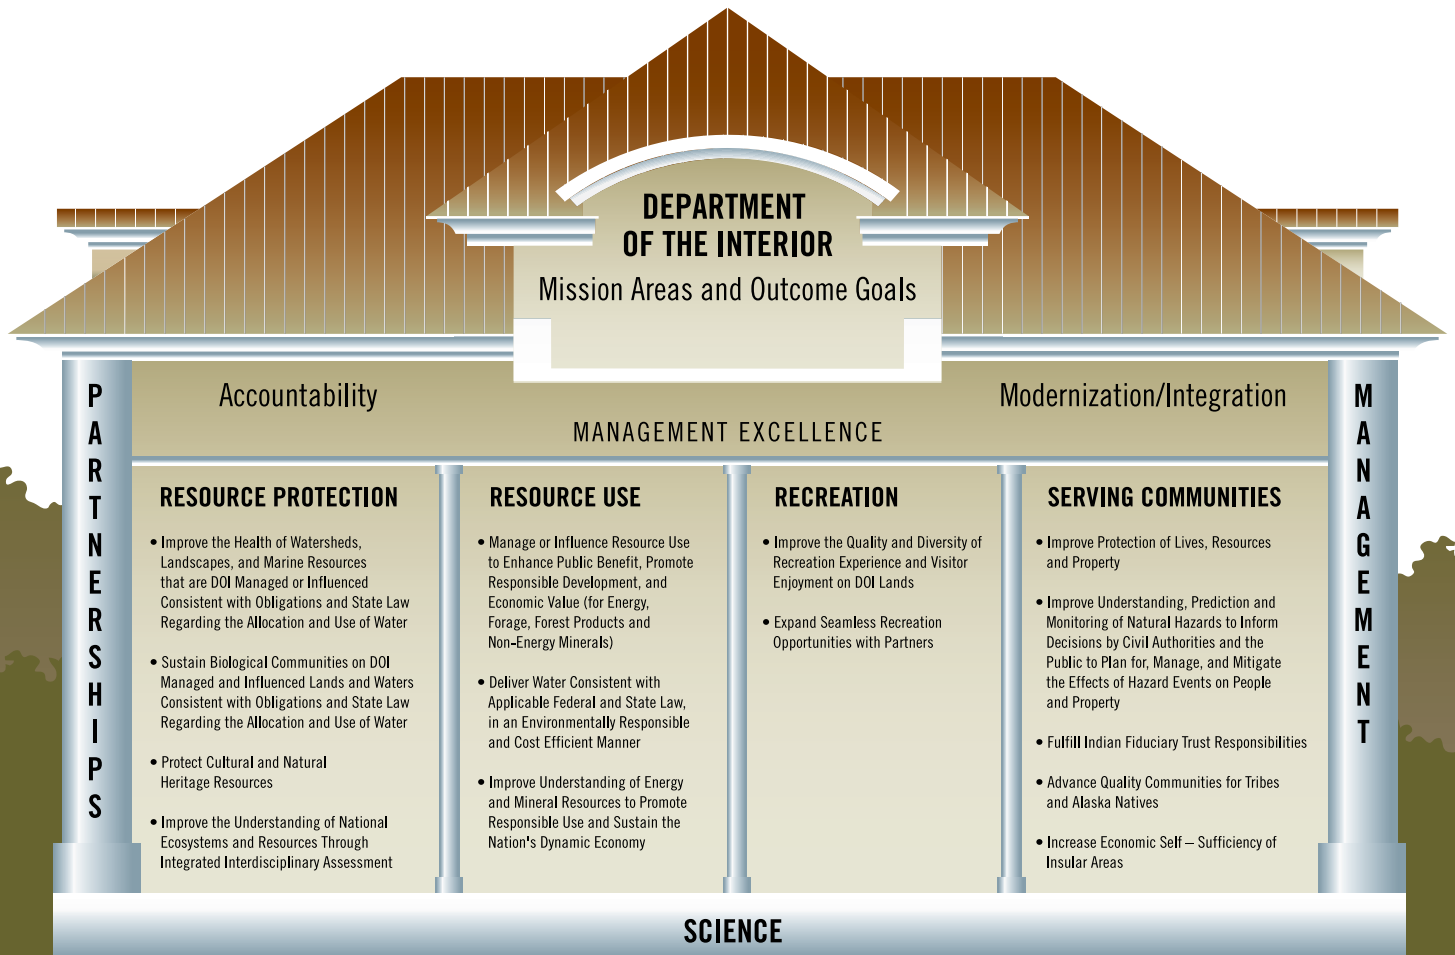 DEPARTMENT
OF THE INTERIOR
Mission Areas and Outcome Goals
Accountability
Modernization/Integration
MANAGEMENT EXCELLENCE
PARTNERSHIPS
RESOURCE PROTECTION
• Improve the Health of Watersheds,
Landscapes, and Marine Resources
that are DOI Managed or Influenced
Consistent with Obligations and State Law
Regarding the Allocation and Use of Water
• Sustain Biological Communities on DOI
Managed and Influenced Lands and Waters
Consistent with Obligations and State Law
Regarding the Allocation and Use of Water
• Protect Cultural and Natural
Heritage Resources
• Improve the Understanding of National
Ecosystems and Resources Through
Integrated Interdisciplinary Assessment
RESOURCE USE
• Manage or Influence Resource Use
to Enhance Public Benefit, Promote
Responsible Development, and
Economic Value (for Energy,
Forage, Forest Products and
Non-Energy Minerals)
• Deliver Water Consistent with
Applicable Federal and State Law,
in an Environmentally Responsible
and Cost Efficient Manner
• Improve Understanding of Energy
and Mineral Resources to Promote
Responsible Use and Sustain the
Nation's Dynamic Economy
RECREATION
• Improve the Quality and Diversity of
Recreation Experience and Visitor
Enjoyment on DOI Lands
• Expand Seamless Recreation
Opportunities with Partners
SERVING COMMUNITIES
• Improve Protection of Lives, Resources
and Property
• Improve Understanding, Prediction and
Monitoring of Natural Hazards to Inform
Decisions by Civil Authorities and the
Public to Plan for, Manage, and Mitigate
the Effects of Hazard Events on People
and Property
• Fulfill Indian Fiduciary Trust Responsibilities
• Advance Quality Communities for Tribes
and Alaska Natives
• Increase Economic Self – Sufficiency of
Insular Areas
MANAGEMENT
SCIENCE